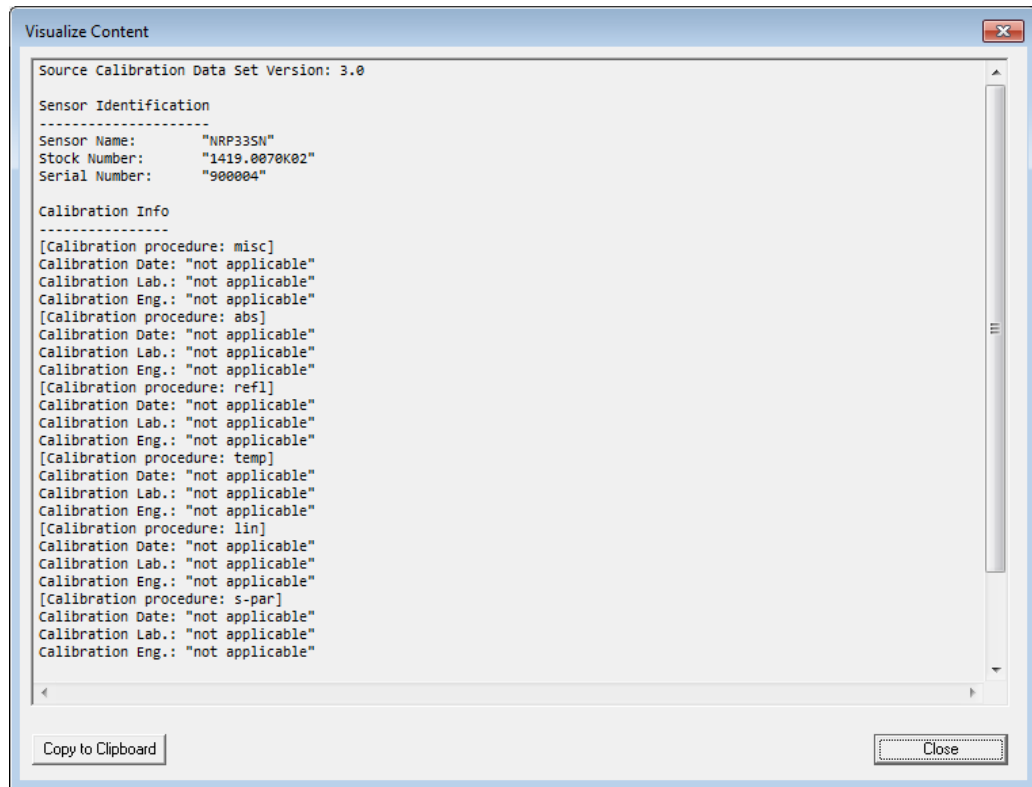 Visualize Content
Source Calibration Data Set Version: 3.0
Sensor Identification
---------------------
Sensor Name: "NRP33SN"
Stock Number: "1419.0070K02"
Serial Number: "900004"
Calibration Info
----------------
[Calibration procedure: misc]
Calibration Date: "not applicable"
Calibration Lab.: "not applicable"
Calibration Eng.: "not applicable"
[Calibration procedure: abs]
Calibration Date: "not applicable"
Calibration Lab.: "not applicable"
Calibration Eng.: "not applicable"
[Calibration procedure: refl]
Calibration Date: "not applicable"
Calibration Lab.: "not applicable"
Calibration Eng.: "not applicable"
[Calibration procedure: temp]
Calibration Date: "not applicable"
Calibration Lab.: "not applicable"
Calibration Eng.: "not applicable"
[Calibration procedure: lin]
Calibration Date: "not applicable"
Calibration Lab.: "not applicable"
Calibration Eng.: "not applicable"
[Calibration procedure: s-par]
Calibration Date: "not applicable"
Calibration Lab.: "not applicable"
Calibration Eng.: "not applicable"
Copy to Clipboard
Close